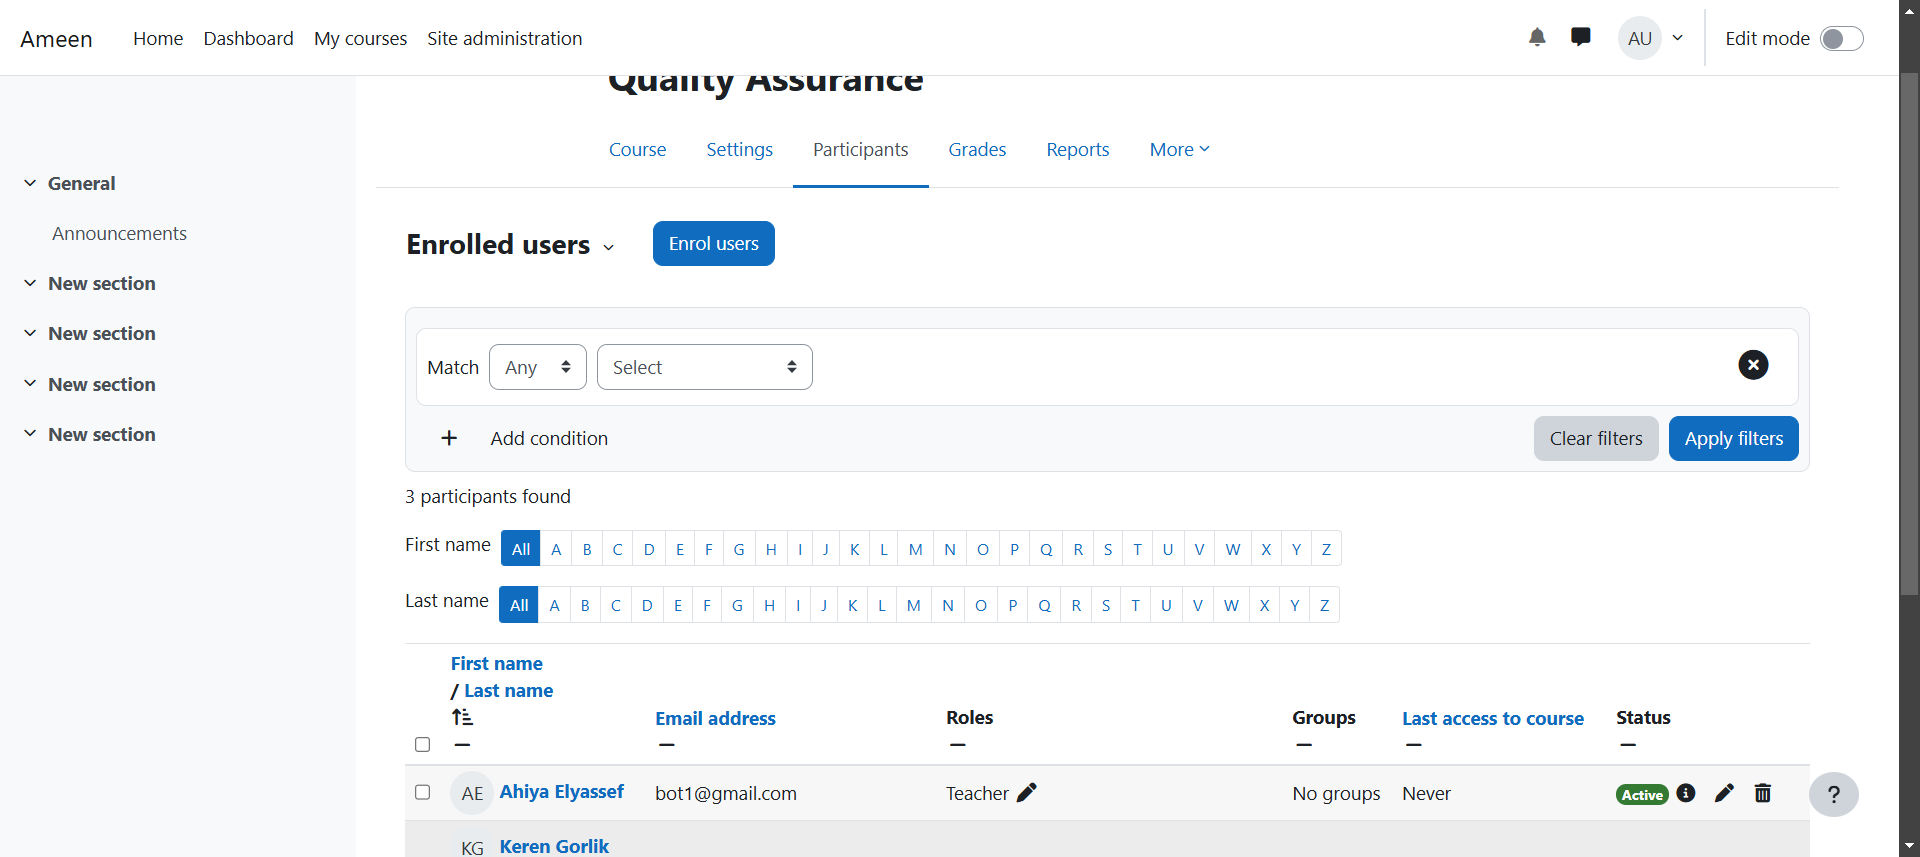 Ameen Home Dashboard My courses Site administration AU Edit mode
Quality Assurance
Course Settings Participants Grades Reports More
General
Announcements
New section
New section
New section
New section
Enrolled users Enrol users
Match Any Select
Add condition Clear filters Apply filters
3 participants found
First name All A B C D E F G H I J K L M N O P Q R S T U V W X Y Z
Last name All A B C D E F G H I J K L M N O P Q R S T U V W X Y Z
First name
/ Last name
Email address Roles Groups Last access to course Status
AE Ahiya Elyassef bot1@gmail.com Teacher No groups Never Active ?
KG Keren Gorlik